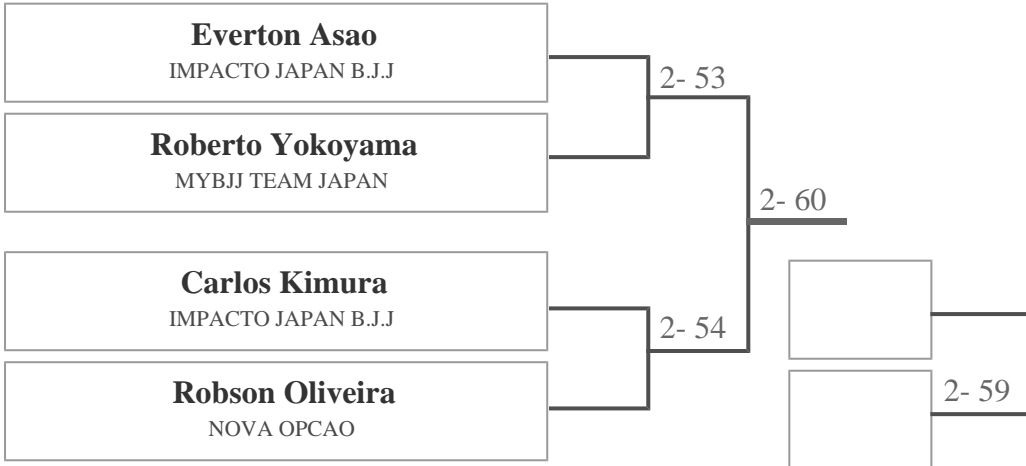 Everton Asao
IMPACTO JAPAN B.J.J
2- 53
Roberto Yokoyama
MYBJJ TEAM JAPAN
2- 60
Carlos Kimura
IMPACTO JAPAN B.J.J
2- 54
Robson Oliveira
NOVA OPCAO
2- 59